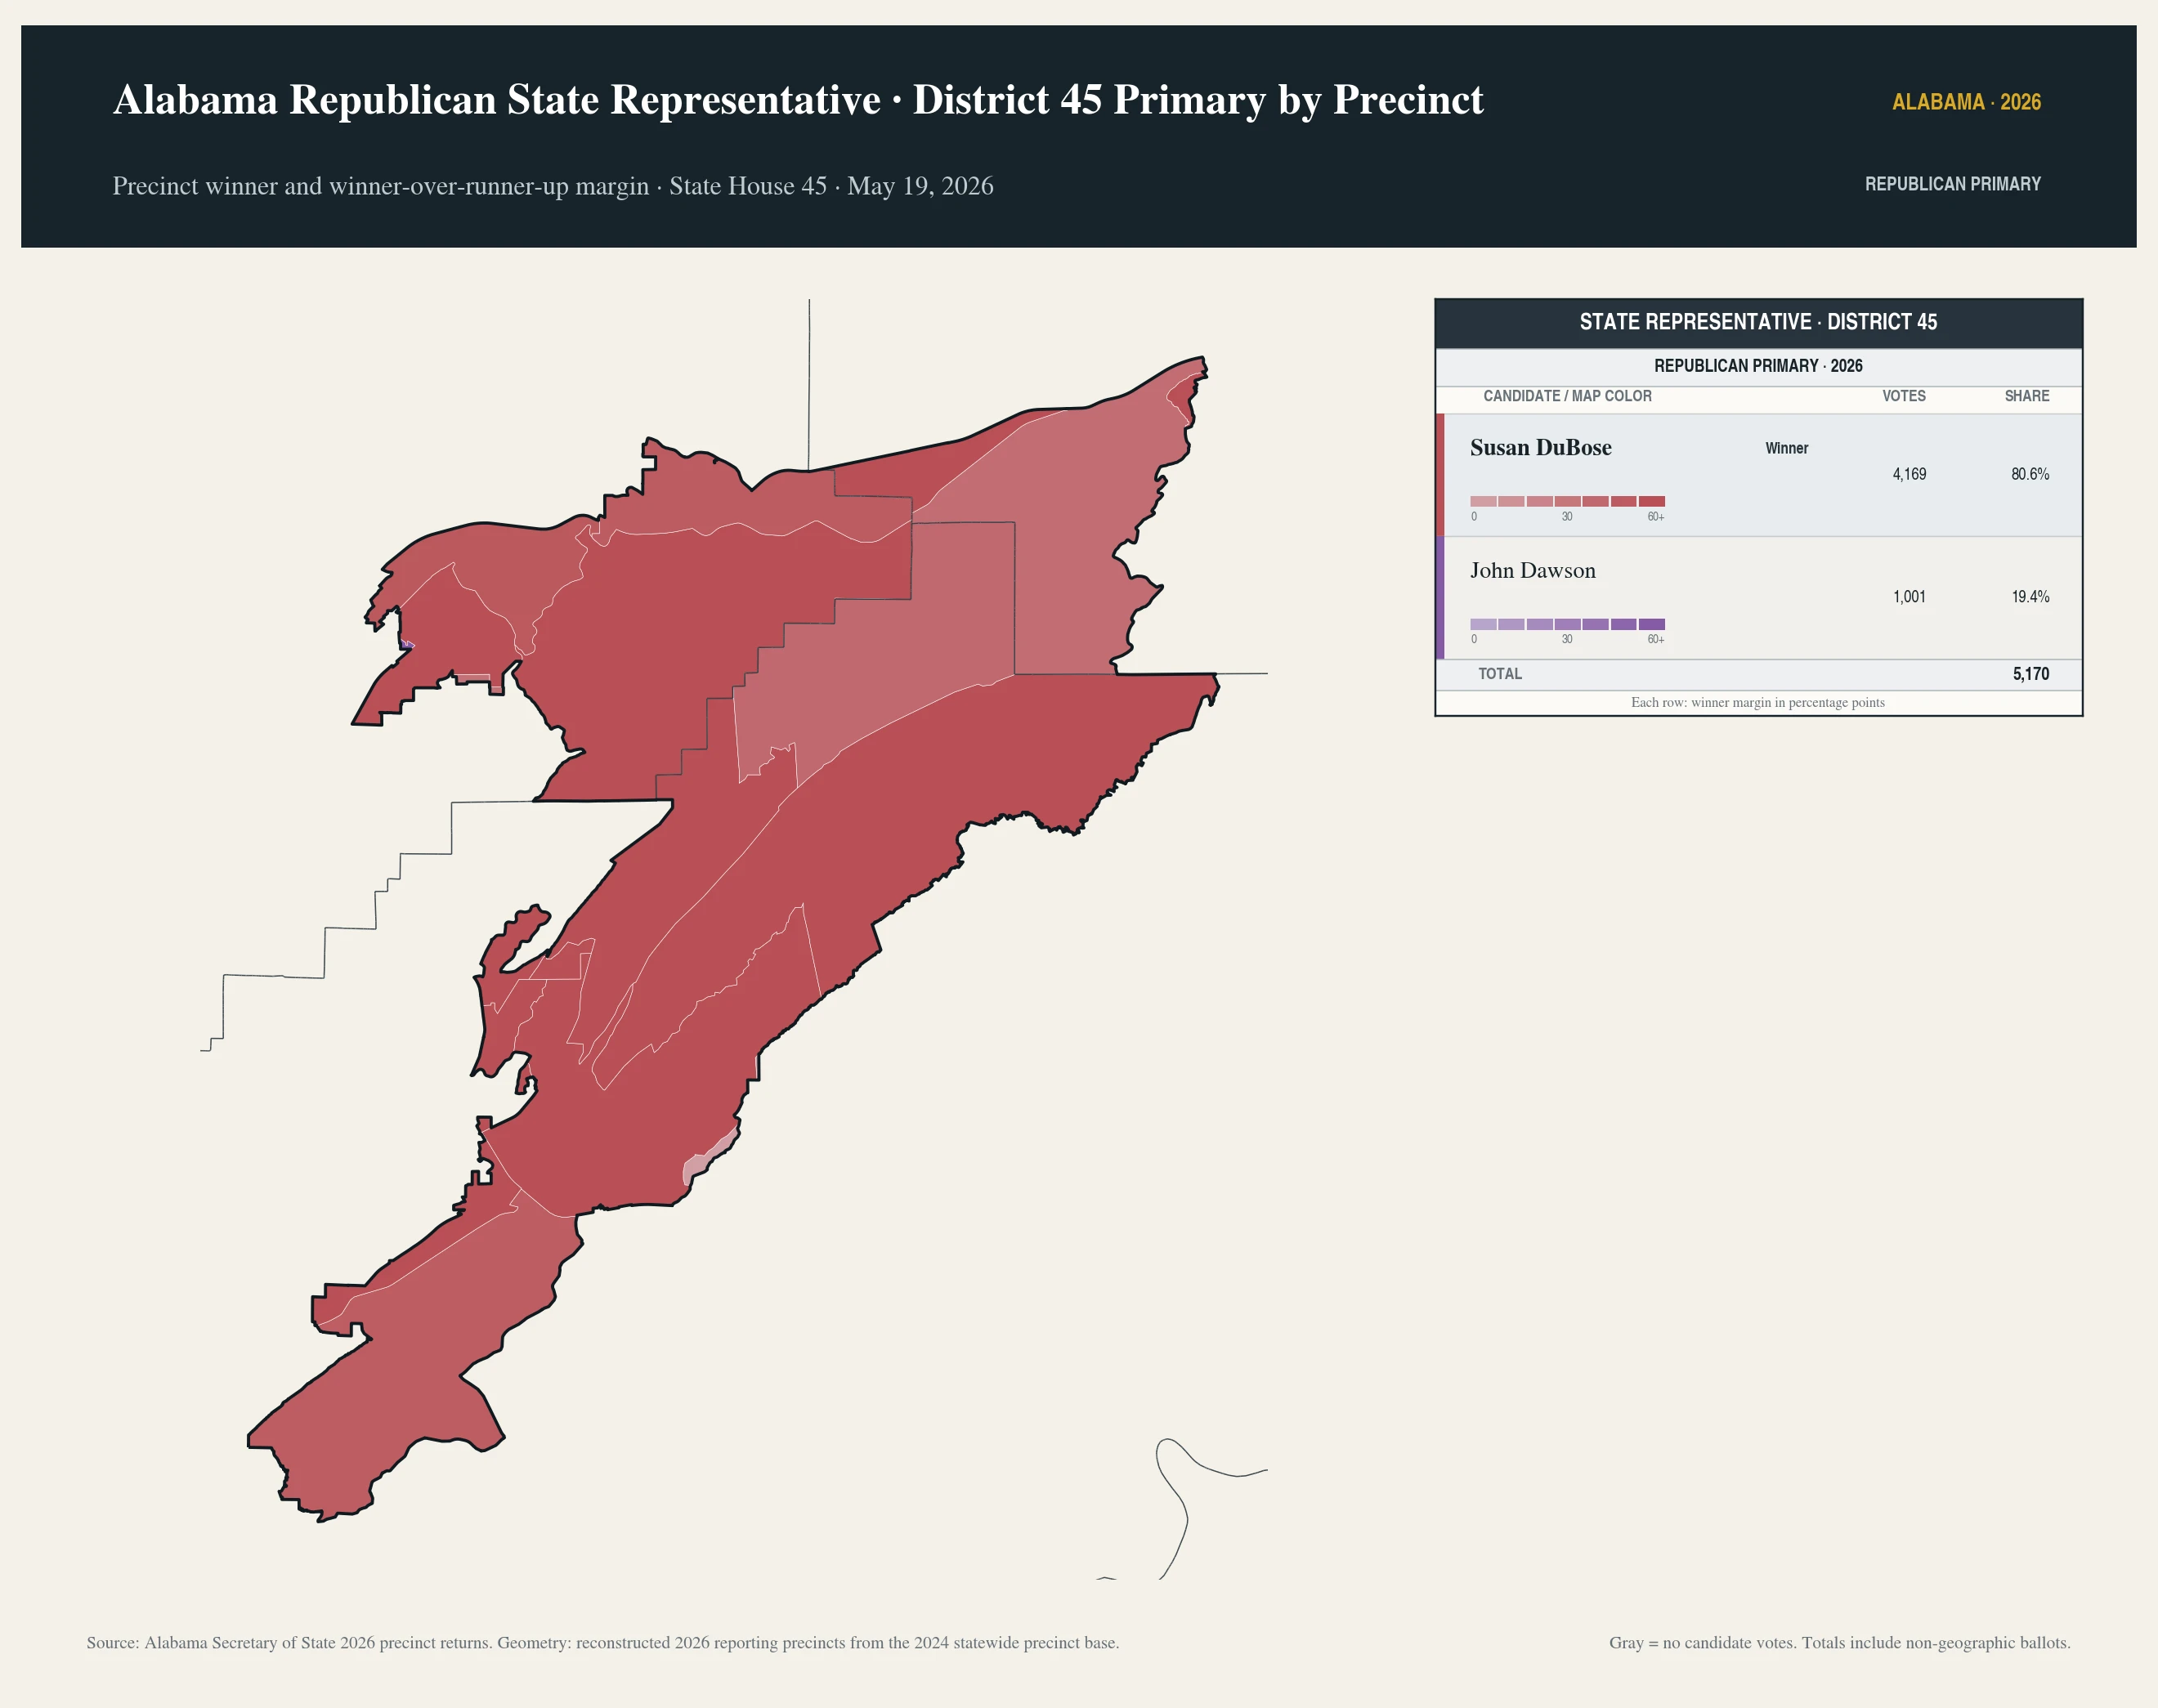 Alabama Republican State Representative · District 45 Primary by Precinct
ALABAMA · 2026
Precinct winner and winner-over-runner-up margin · State House 45 · May 19, 2026
REPUBLICAN PRIMARY
STATE REPRESENTATIVE · DISTRICT 45
REPUBLICAN PRIMARY · 2026
CANDIDATE / MAP COLOR VOTES SHARE
Susan DuBose Winner
4,169 80.6%
0 30 60+
John Dawson
1,001 19.4%
0 30 60+
TOTAL 5,170
Each row: winner margin in percentage points
Source: Alabama Secretary of State 2026 precinct returns. Geometry: reconstructed 2026 reporting precincts from the 2024 statewide precinct base.
Gray = no candidate votes. Totals include non-geographic ballots.